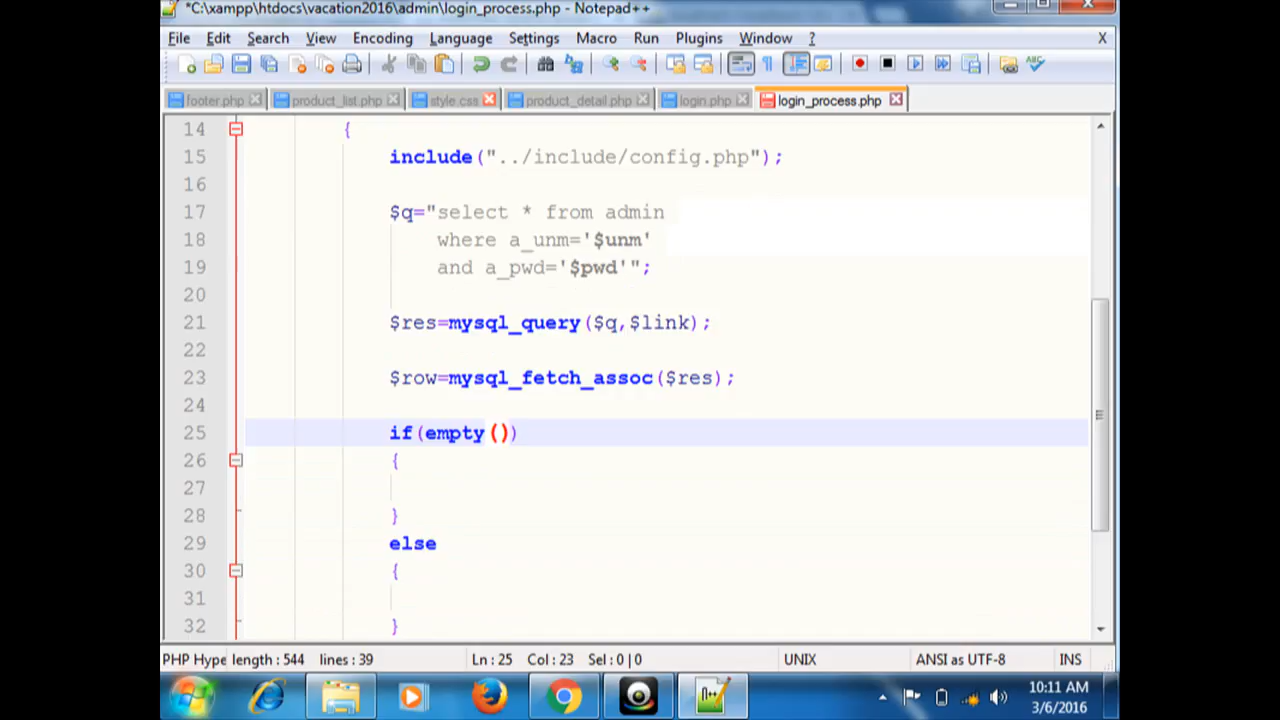 *C:\xampp\htdocs\vacation2016\admin\login_process.php - Notepad++
File Edit Search View Encoding Language Settings Macro Run Plugins Window ? X
footer.php product_list.php style.css product_detail.php login.php login_process.php
14 {
15 include("../include/config.php");
16
17 $q="select * from admin
18 where a_unm='$unm'
19 and a_pwd='$pwd'";
20
21 $res=mysql_query($q,$link);
22
23 $row=mysql_fetch_assoc($res);
24
25 if(empty())
26 {
27
28 }
29 else
30 {
31
32 }
PHP Hype length : 544 lines : 39 Ln : 25 Col : 23 Sel : 0 | 0 UNIX ANSI as UTF-8 INS
10:11 AM
3/6/2016